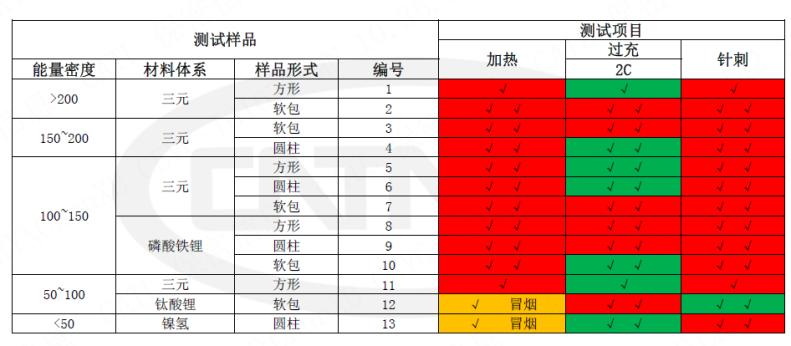 测试样品 测试项目
能量密度 材料体系 样品形式 编号 加热 过充 针刺
2C
>200 三元 方形 1 √ √ √
软包 2 √ √ √ √ √ √
150~200 三元 软包 3 √ √ √ √ √ √
圆柱 4 √ √ √ √ √ √
100~150 三元 方形 5 √ √ √ √ √ √
圆柱 6 √ √ √ √ √ √
软包 7 √ √ √ √ √ √
磷酸铁锂 方形 8 √ √ √ √ √ √
圆柱 9 √ √ √ √ √ √
软包 10 √ √ √ √ √ √
50~100 三元 方形 11 √ √ √
钛酸锂 软包 12 √ 冒烟 √ √ √ √
<50 镍氢 圆柱 13 √ 冒烟 √ √ √ √